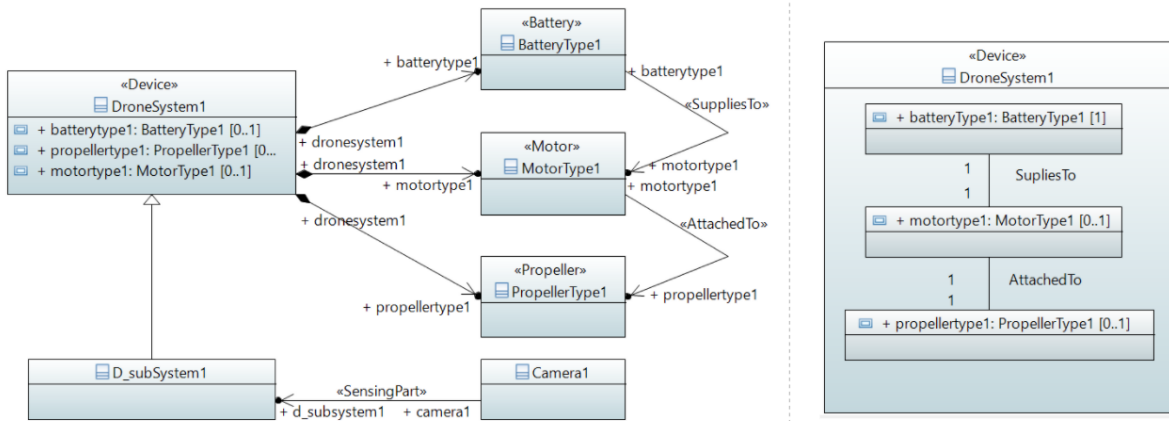 «Battery»
BatteryType1
+ batterytype1
+ batterytype1
«Device»
DroneSystem1
+ batterytype1: BatteryType1 [0..1]
+ propellertype1: PropellerType1 [0...
+ motortype1: MotorType1 [0..1]
«SuppliesTo»
+ dronesystem1
+ dronesystem1
«Motor»
MotorType1
+ motortype1
+ motortype1
+ motortype1
+ dronesystem1
«AttachedTo»
«Propeller»
PropellerType1
+ propellertype1
+ propellertype1
D_subSystem1
«SensingPart»
+ d_subsystem1
+ camera1
Camera1
«Device»
DroneSystem1
+ batteryType1: BatteryType1 [1]
1
SupliesTo
1
+ motortype1: MotorType1 [0..1]
1
AttachedTo
1
+ propellertype1: PropellerType1 [0..1]